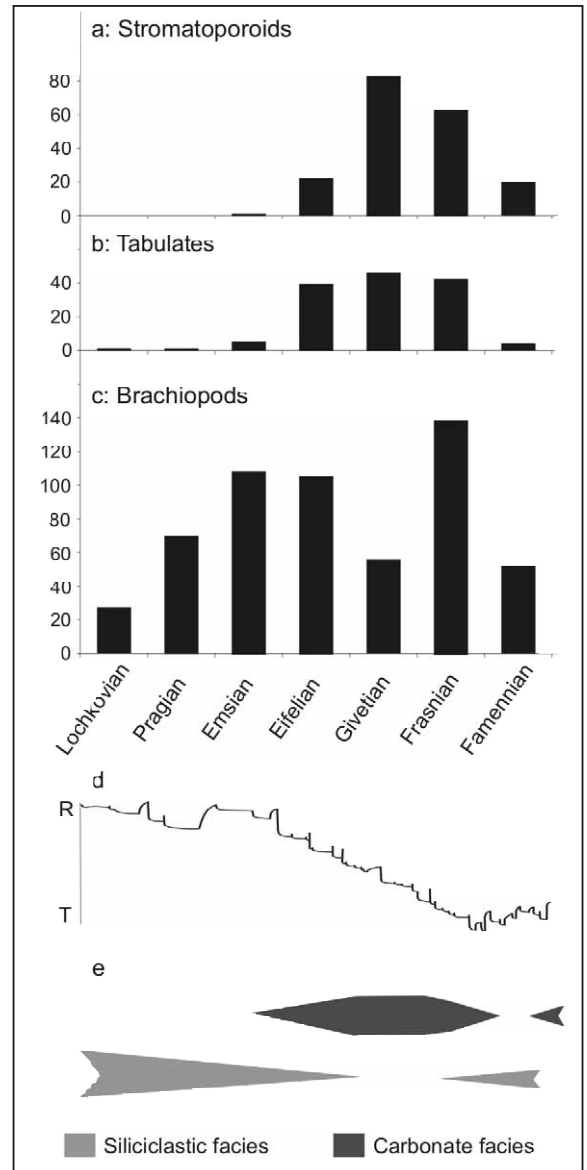 a: Stromatoporoids
80
60
40
20
0
b: Tabulates
40
20
0
c: Brachiopods
140
120
100
80
60
40
20
0
Lochkovian
Pragian
Emsian
Eifelian
Givetian
Frasnian
Famennian
d
R
T
e
Siliciclastic facies
Carbonate facies